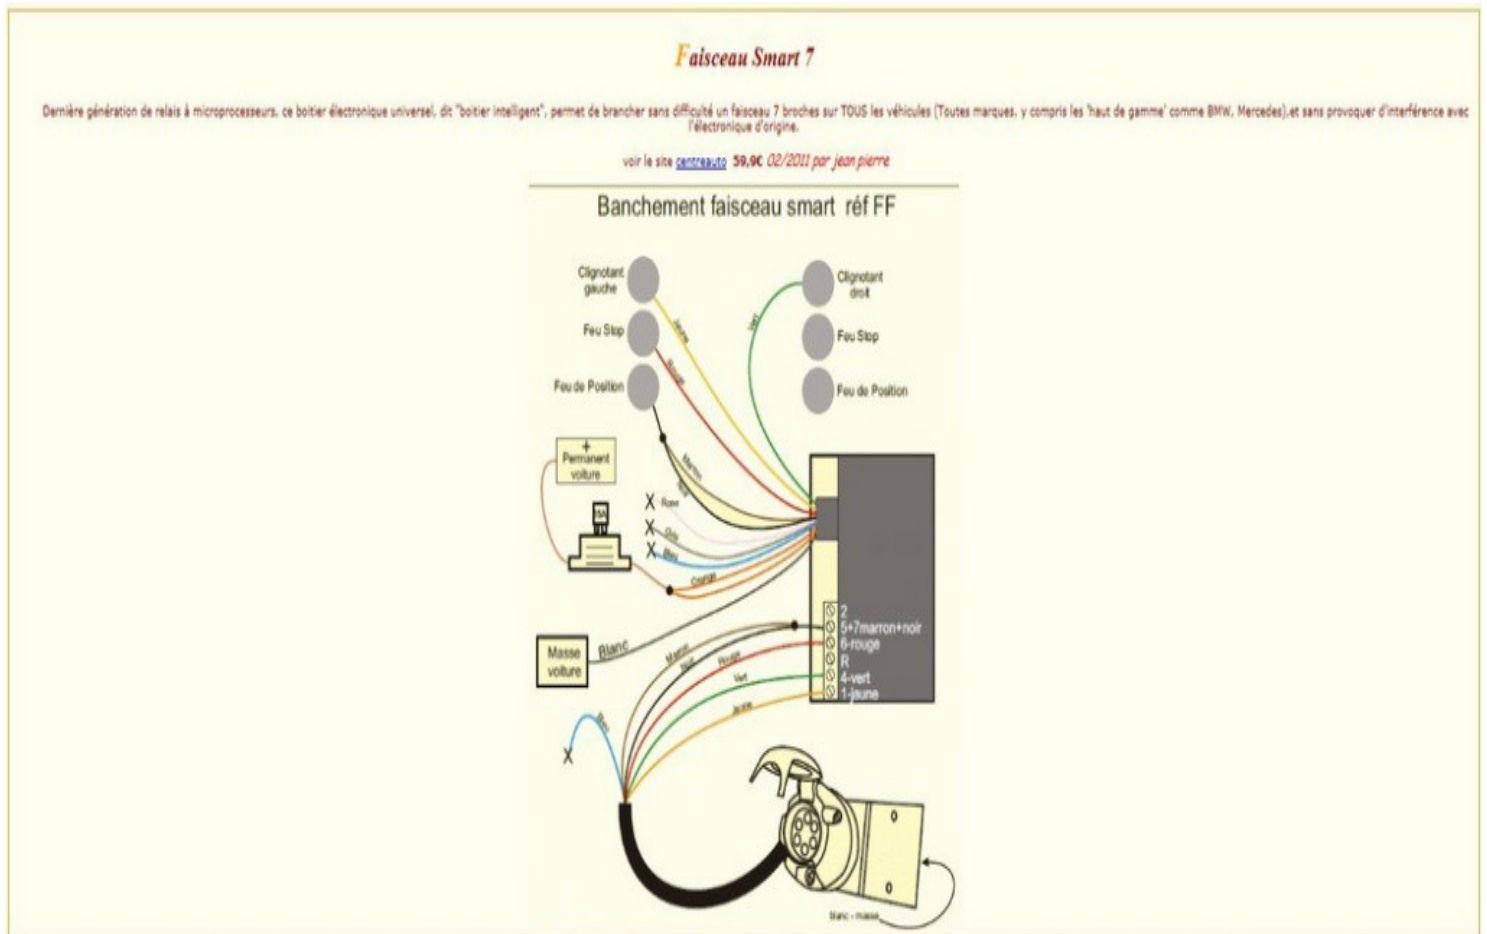 Faisceau Smart 7
Dernière génération de relais à microprocesseurs, ce boitier électronique universel, dit "boitier intelligent", permet de brancher sans difficulté un faisceau 7 broches sur TOUS les véhicules (Toutes marques, y compris les 'haut de gamme' comme BMW, Mercedes),et sans provoquer d'interférence avec
l'électronique d'origine.
voir le site centreauto 59,9€ 02/2011 par jean pierre
Banchement faisceau smart réf FF
Clignotant
gauche
Clignotant
droit
Jaune
Vert
Feu Stop
Feu Stop
Rouge
Feu de Position
Feu de Position
+
Permanent
voiture
Marron
Noir
Rose
15A
Gris
Bleu
Orange
2
5+7marron+noir
6-rouge
R
4-vert
1-jaune
Masse
voiture
Blanc
Marron
Noir
Rouge
Vert
Jaune
Bleu
X
X
X
X
blanc - masse